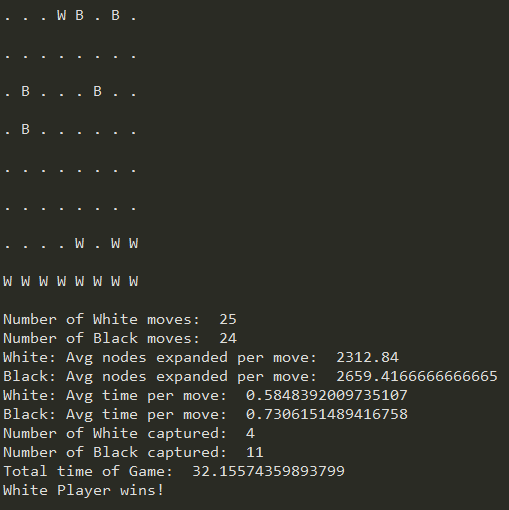 . . . W B . B .
. . . . . . . .
. B . . . B . .
. B . . . . . .
. . . . . . . .
. . . . . . . .
. . . . W . W W
W W W W W W W W
Number of White moves:  25
Number of Black moves:  24
White: Avg nodes expanded per move:  2312.84
Black: Avg nodes expanded per move:  2659.4166666666665
White: Avg time per move:  0.5848392009735107
Black: Avg time per move:  0.7306151489416758
Number of White captured:  4
Number of Black captured:  11
Total time of Game:  32.15574359893799
White Player wins!